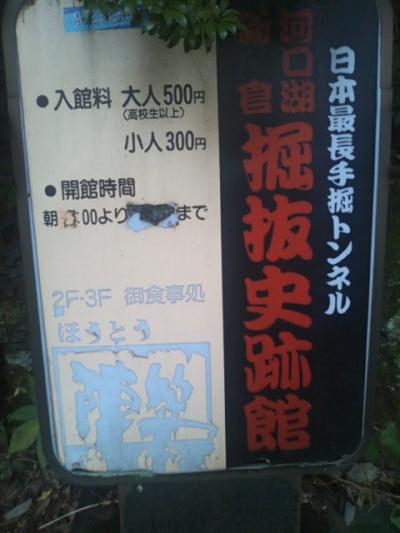 日本最長手掘トンネル
河口湖
新倉
掘抜史跡館
●入館料 大人500円
(高校生以上)
小人300円
●開館時間
朝 :00より まで
2F·3F 御食事処
ほうとう